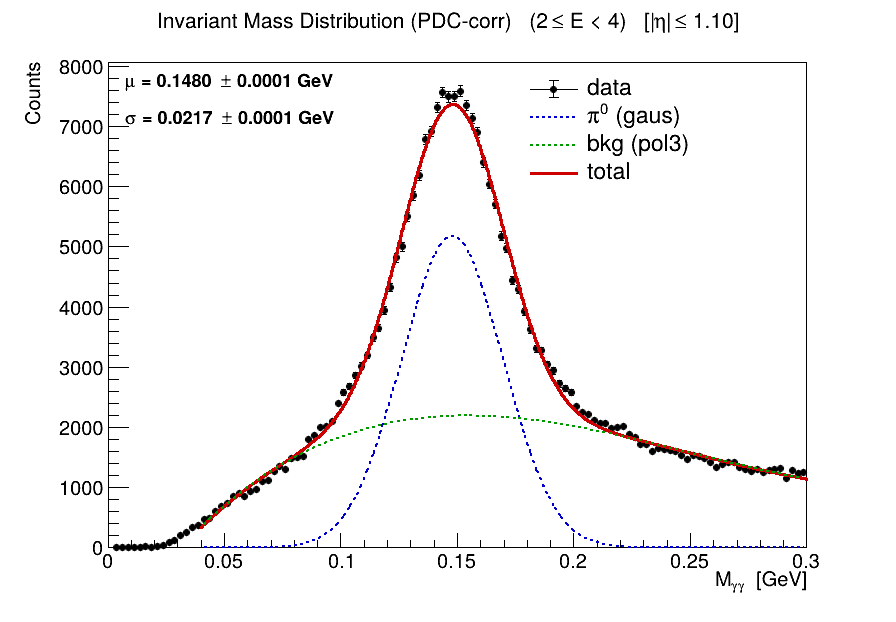 Invariant Mass Distribution (PDC-corr) (2 ≤ E < 4) [|η| ≤ 1.10]
Counts
μ = 0.1480 ± 0.0001 GeV
σ = 0.0217 ± 0.0001 GeV
data
π⁰ (gaus)
bkg (pol3)
total
8000
7000
6000
5000
4000
3000
2000
1000
0
0 0.05 0.1 0.15 0.2 0.25 0.3
Mγγ [GeV]